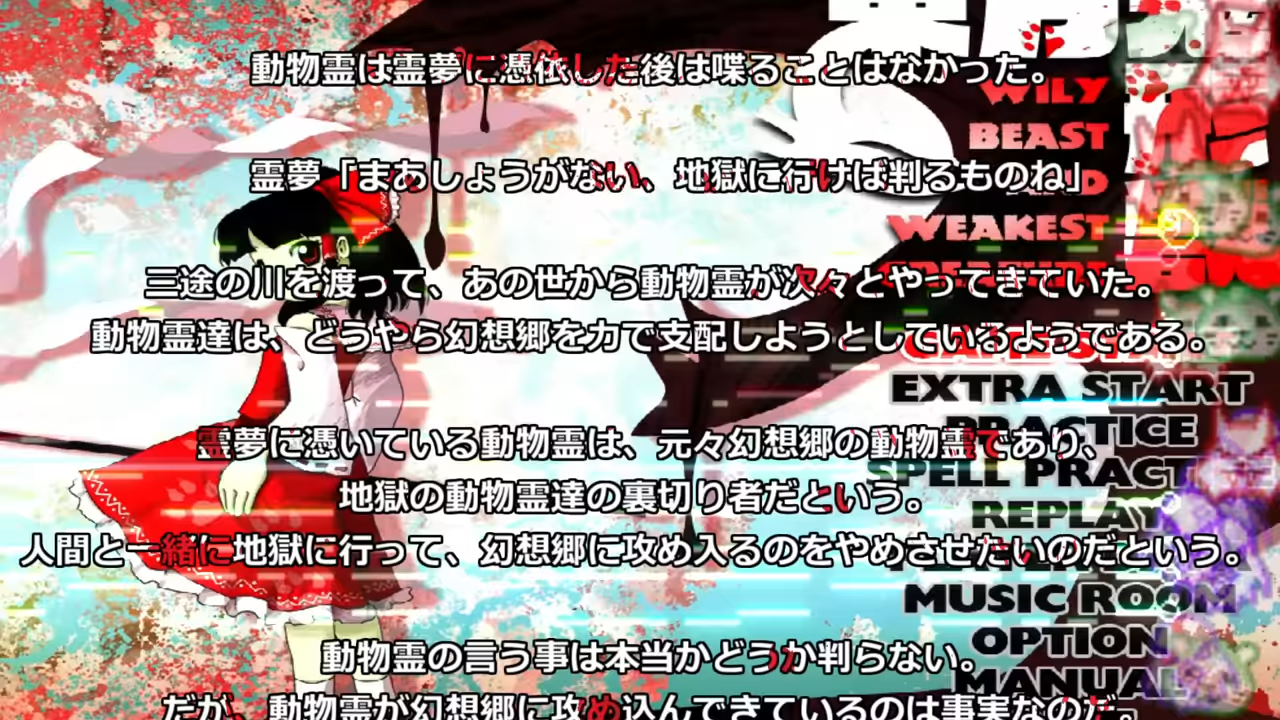 動物霊は霊夢に憑依した後は喋ることはなかった。
霊夢「まあしょうがない、地獄に行けば判るものね」
三途の川を渡って、あの世から動物霊が次々とやってきていた。
動物霊達は、どうやら幻想郷を力で支配しようとしているようである。
霊夢に憑いている動物霊は、元々幻想郷の動物霊であり、
地獄の動物霊達の裏切り者だという。
人間と一緒に地獄に行って、幻想郷に攻め入るのをやめさせたいのだという。
動物霊の言う事は本当かどうか判らない。
だが、動物霊が幻想郷に攻め込んできているのは事実なのだ。
WILY
BEAST
AND
WEAKEST
GAME START
EXTRA START
PRACTICE
SPELL PRACTICE
REPLAY
MUSIC ROOM
OPTION
MANUAL